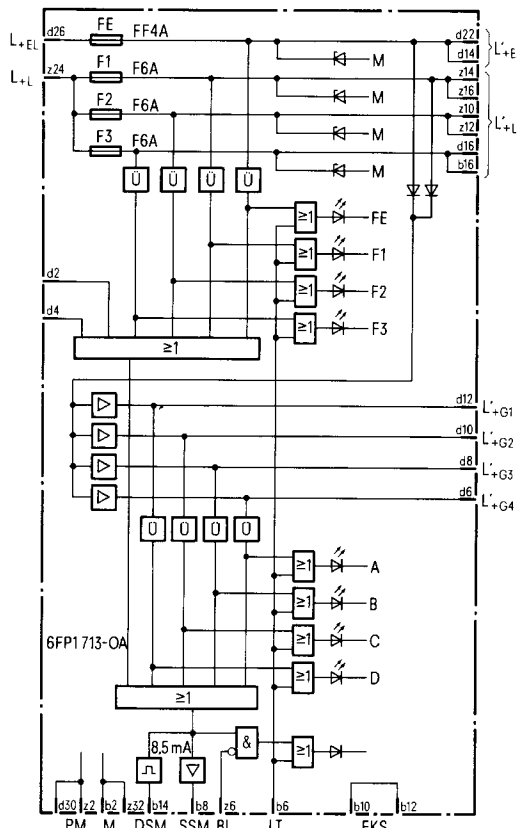 d26 FE FF4A d22
L+EL L'+E
d14
z24 F1 F6A M z14
L+L z16
F2 F6A M z10
z12 L'+L
F3 F6A M d16
b16
M
Ü Ü Ü Ü
≥1 FE
≥1 F1
d2 ≥1 F2
d4 ≥1 F3
≥1
d12 L'+G1
d10 L'+G2
d8 L'+G3
d6 L'+G4
Ü Ü Ü Ü
≥1 A
≥1 B
≥1 C
6FP1 713-0A ≥1 D
≥1
8,5mA & ≥1
d30 z2 b2 z32 b14 b8 z6 b6 b10 b12
PM M DSM SSM BL LT FKS